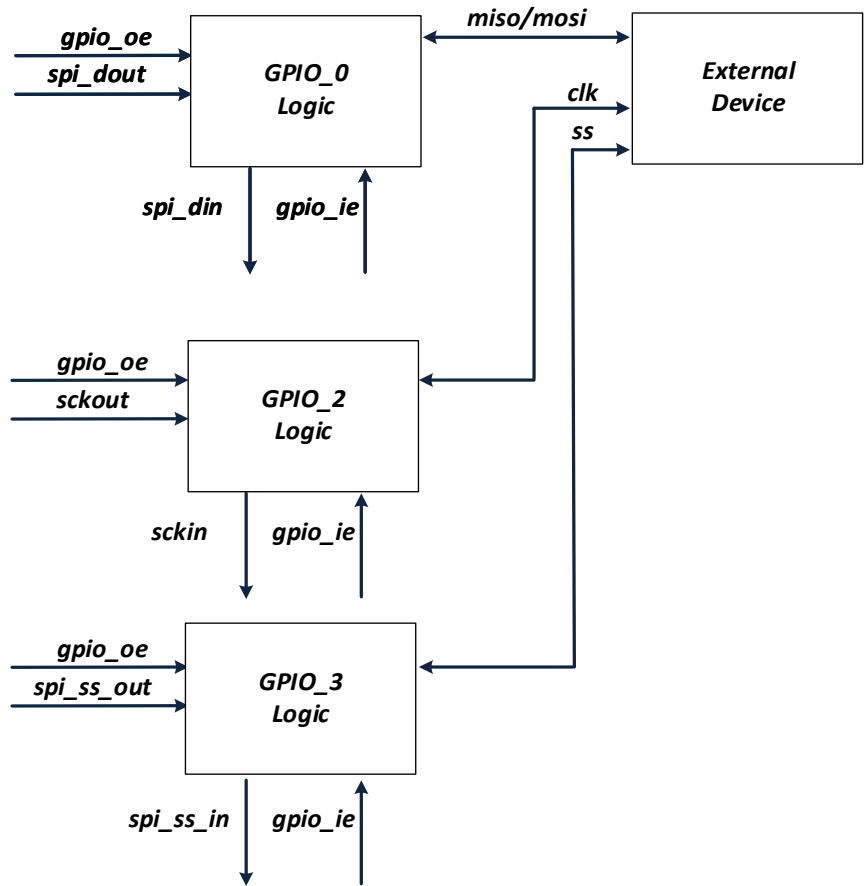 gpio_oe
spi_dout
GPIO_0
Logic
miso/mosi
External
Device
clk
ss
spi_din
gpio_ie
gpio_oe
sckout
GPIO_2
Logic
sckin
gpio_ie
gpio_oe
spi_ss_out
GPIO_3
Logic
spi_ss_in
gpio_ie